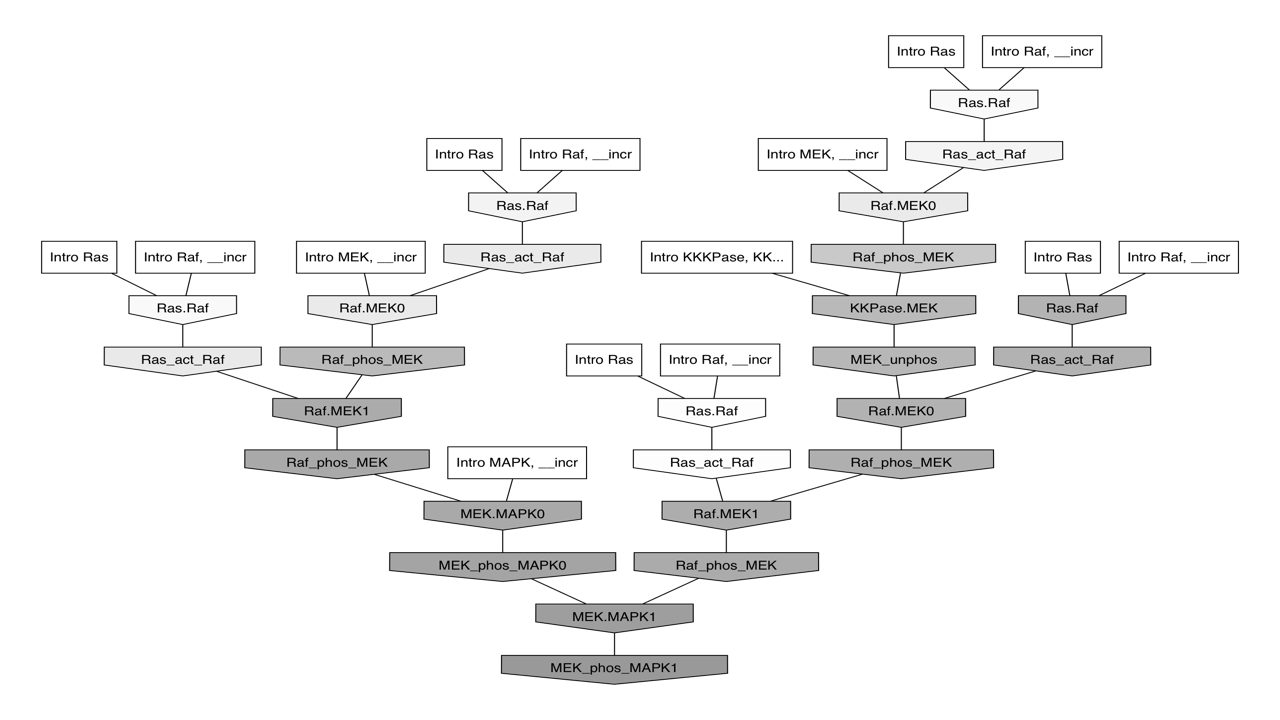 Intro Ras
Intro Raf, __incr
Ras.Raf
Intro Ras
Intro Raf, __incr
Intro MEK, __incr
Ras_act_Raf
Ras.Raf
Raf.MEK0
Intro Ras
Intro Raf, __incr
Intro MEK, __incr
Ras_act_Raf
Intro KKKPase, KK...
Raf_phos_MEK
Intro Ras
Intro Raf, __incr
Ras.Raf
Raf.MEK0
KKPase.MEK
Ras.Raf
Ras_act_Raf
Raf_phos_MEK
Intro Ras
Intro Raf, __incr
MEK_unphos
Ras_act_Raf
Raf.MEK1
Ras.Raf
Raf.MEK0
Raf_phos_MEK
Intro MAPK, __incr
Ras_act_Raf
Raf_phos_MEK
MEK.MAPK0
Raf.MEK1
MEK_phos_MAPK0
Raf_phos_MEK
MEK.MAPK1
MEK_phos_MAPK1